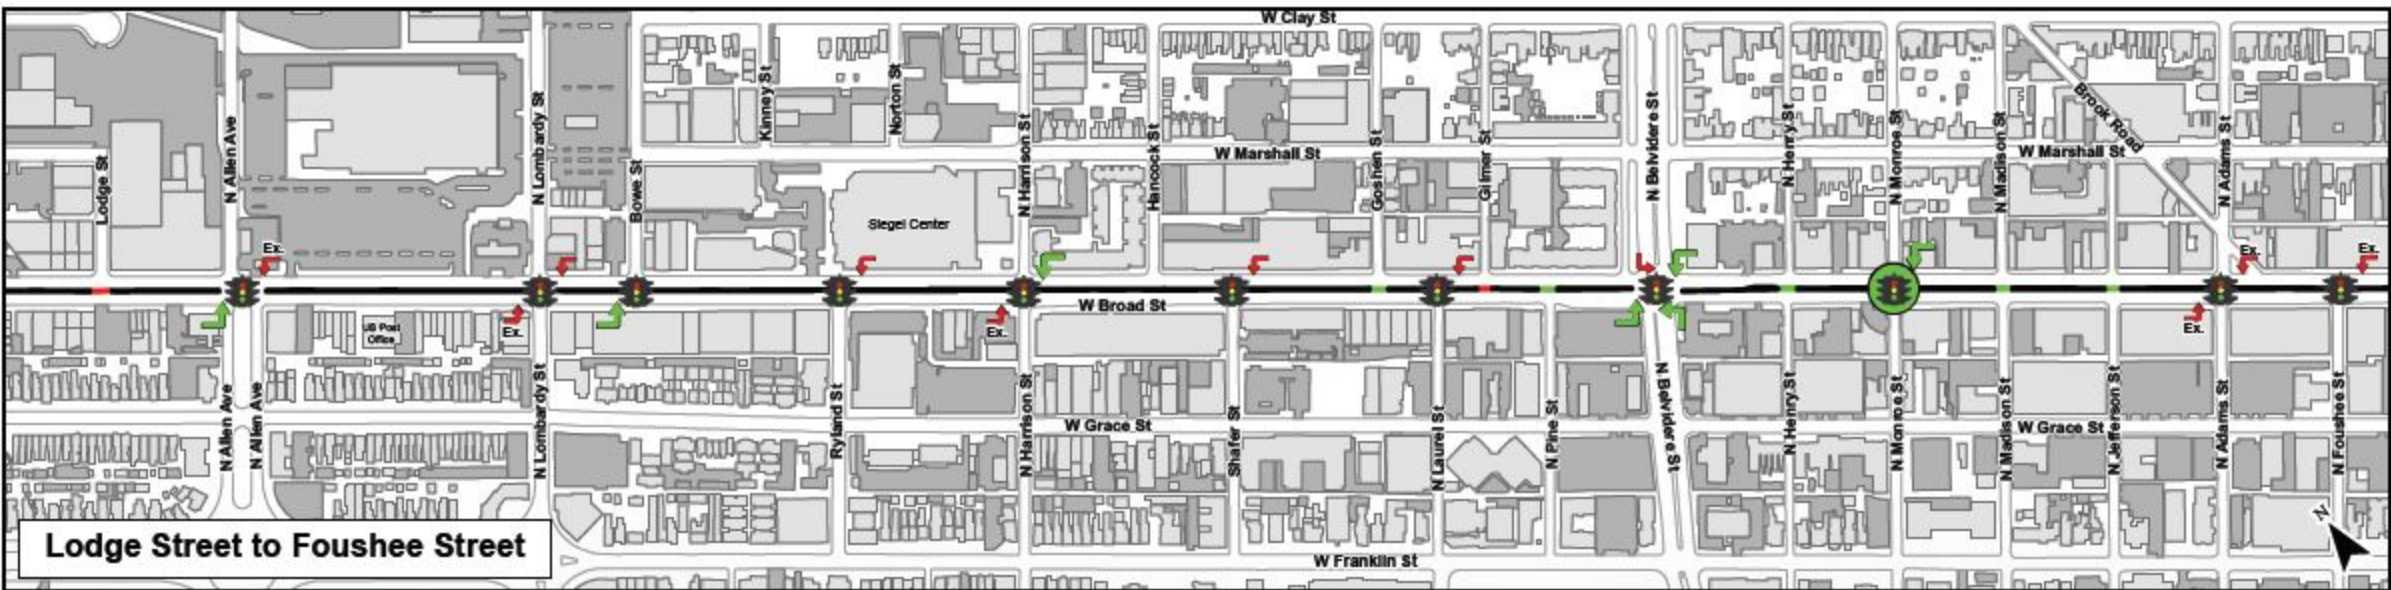 W Clay St
Lodge St
N Allen Ave
N Lombardy St
Bowe St
Kinney St
Norton St
N Harrison St
Hancock St
W Marshall St
Goshen St
Gilmer St
N Belvidere St
N Henry St
N Monroe St
N Madison St
W Marshall St
Brook Road
N Adams St
Siegel Center
Ex.
Ex.
Ex.
W Broad St
US Post
Office
Ex.
Ex.
Ex.
N Allen Ave
N Allen Ave
N Lombardy St
Ryland St
N Harrison St
W Grace St
Shafer St
N Laurel St
N Pine St
N Belvidere St
N Henry St
N Monroe St
N Madison St
W Grace St
N Jefferson St
N Adams St
N Foushee St
N
Lodge Street to Foushee Street
W Franklin St